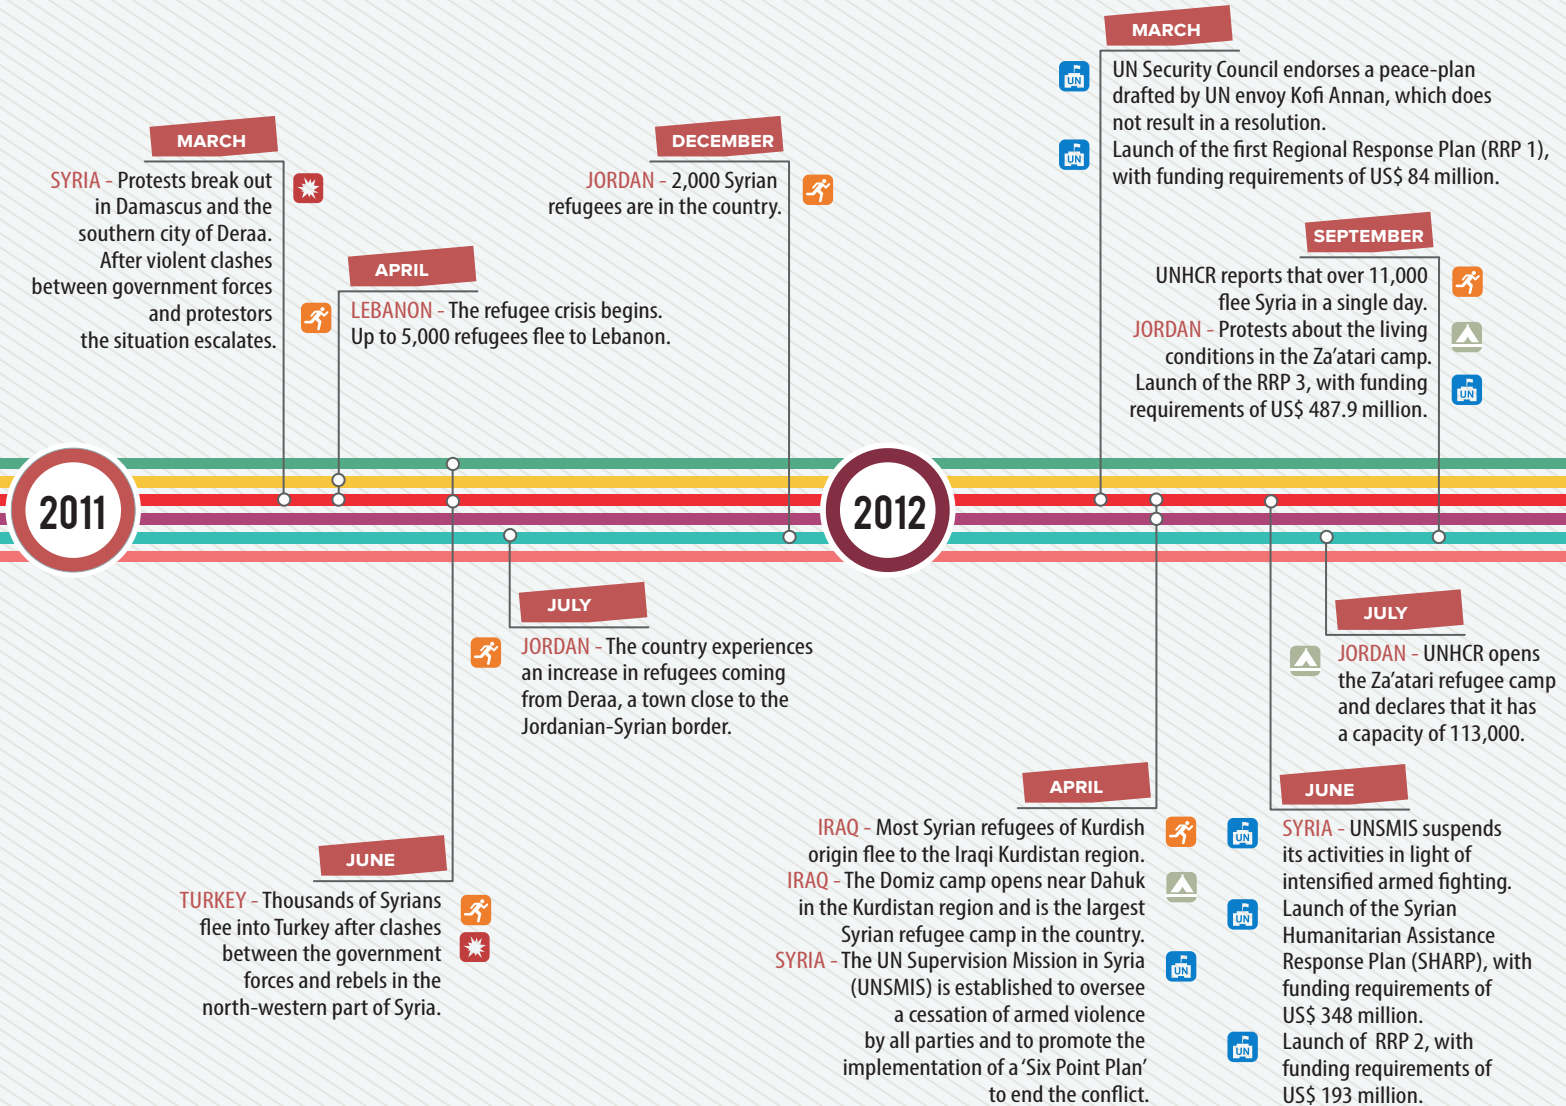 MARCH
SYRIA - Protests break out
in Damascus and the
southern city of Deraa.
After violent clashes
between government forces
and protestors
the situation escalates.
APRIL
LEBANON - The refugee crisis begins.
Up to 5,000 refugees flee to Lebanon.
DECEMBER
JORDAN - 2,000 Syrian
refugees are in the country.
MARCH
UN
UN Security Council endorses a peace-plan
drafted by UN envoy Kofi Annan, which does
not result in a resolution.
UN
Launch of the first Regional Response Plan (RRP 1),
with funding requirements of US$ 84 million.
SEPTEMBER
UNHCR reports that over 11,000
flee Syria in a single day.
JORDAN - Protests about the living
conditions in the Za’atari camp.
Launch of the RRP 3, with funding
requirements of US$ 487.9 million.
UN
2011
2012
JULY
JORDAN - The country experiences
an increase in refugees coming
from Deraa, a town close to the
Jordanian-Syrian border.
JUNE
TURKEY - Thousands of Syrians
flee into Turkey after clashes
between the government
forces and rebels in the
north-western part of Syria.
JULY
JORDAN - UNHCR opens
the Za’atari refugee camp
and declares that it has
a capacity of 113,000.
APRIL
IRAQ - Most Syrian refugees of Kurdish
origin flee to the Iraqi Kurdistan region.
IRAQ - The Domiz camp opens near Dahuk
in the Kurdistan region and is the largest
Syrian refugee camp in the country.
SYRIA - The UN Supervision Mission in Syria
(UNSMIS) is established to oversee
a cessation of armed violence
by all parties and to promote the
implementation of a ‘Six Point Plan’
to end the conflict.
UN
JUNE
UN
SYRIA - UNSMIS suspends
its activities in light of
intensified armed fighting.
UN
Launch of the Syrian
Humanitarian Assistance
Response Plan (SHARP), with
funding requirements of
US$ 348 million.
UN
Launch of RRP 2, with
funding requirements of
US$ 193 million.